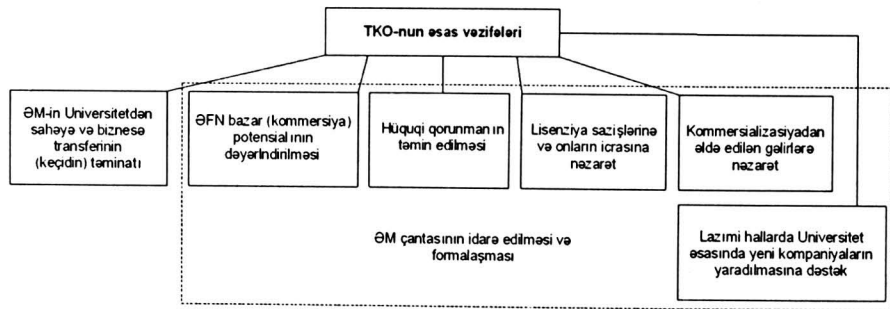 TKO-nun əsas vəzifələri
ƏM-in Universitetdən
sahəyə və biznesə
transferinin
(keçidin) təminatı
ƏFN bazar (kommersiya)
potensialının
dəyərlndirilməsi
Hüquqi qorunmanın
təmin edilməsi
Lisenziya sazişlərinə
və onların icrasına
nəzarət
Kommersializasiyadan
əldə edilən gəlirlərə
nəzarət
ƏM çantasının idarə edilməsi və
formalaşması
Lazımi hallarda Universitet
əsasında yeni kompaniyaların
yaradılmasına dəstək